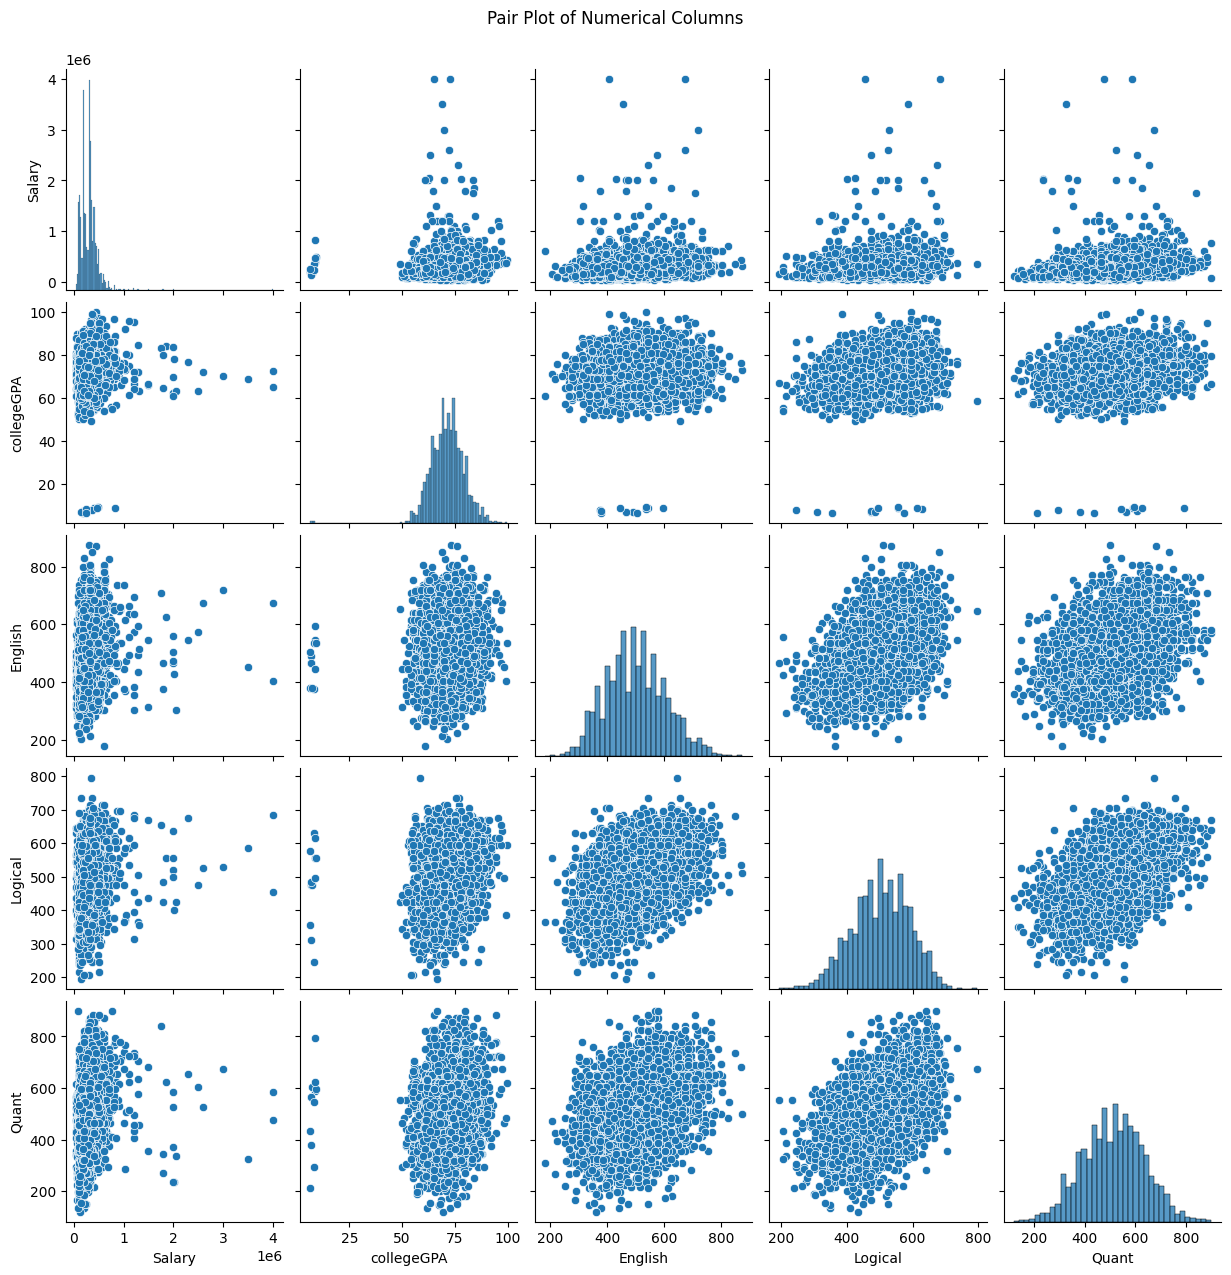 Pair Plot of Numerical Columns
1e6
4
3
2
1
0
Salary
100
80
60
40
20
collegeGPA
800
600
400
200
English
800
700
600
500
400
300
200
Logical
800
600
400
200
Quant
0 1 2 3 4
1e6
Salary
25 50 75 100
collegeGPA
200 400 600 800
English
200 400 600 800
Logical
200 400 600 800
Quant